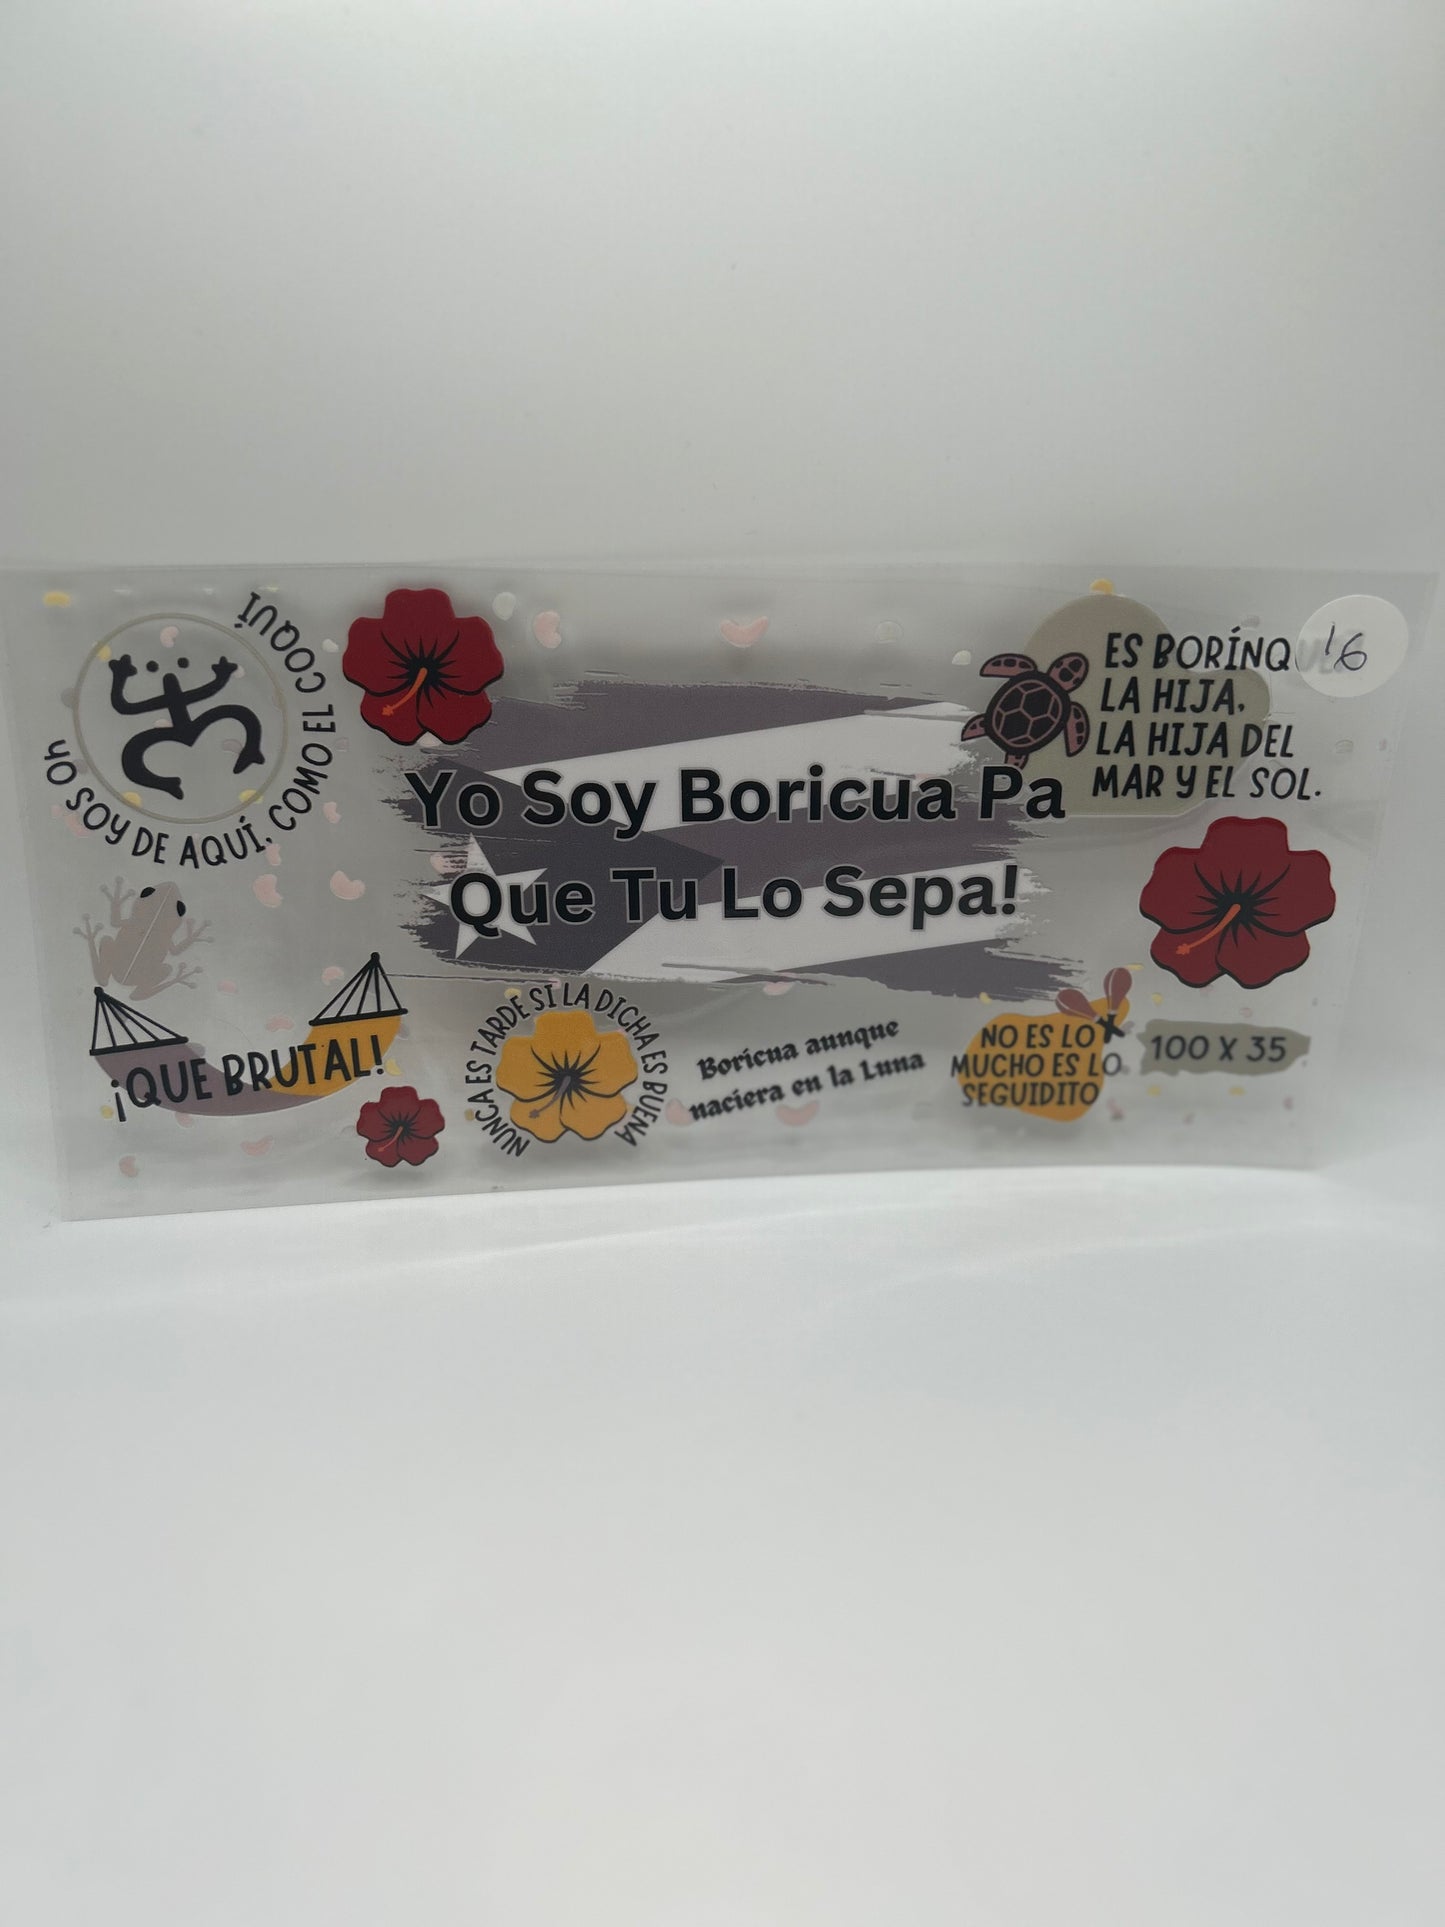 Oh SOY DE AQUÍ, COMO EL COQUÍ
ES BORÍNQUEN
16
LA HIJA,
LA HIJA DEL
MAR Y EL SOL.
Yo Soy Boricua Pa
Que Tu Lo Sepa!
¡QUE BRUTAL!
NUNCA ES TARDE SI LA DICHA ES BUENA
Boricua aunque
naciera en la Luna
NO ES LO
MUCHO ES LO
SEGUIDITO
100 X 35